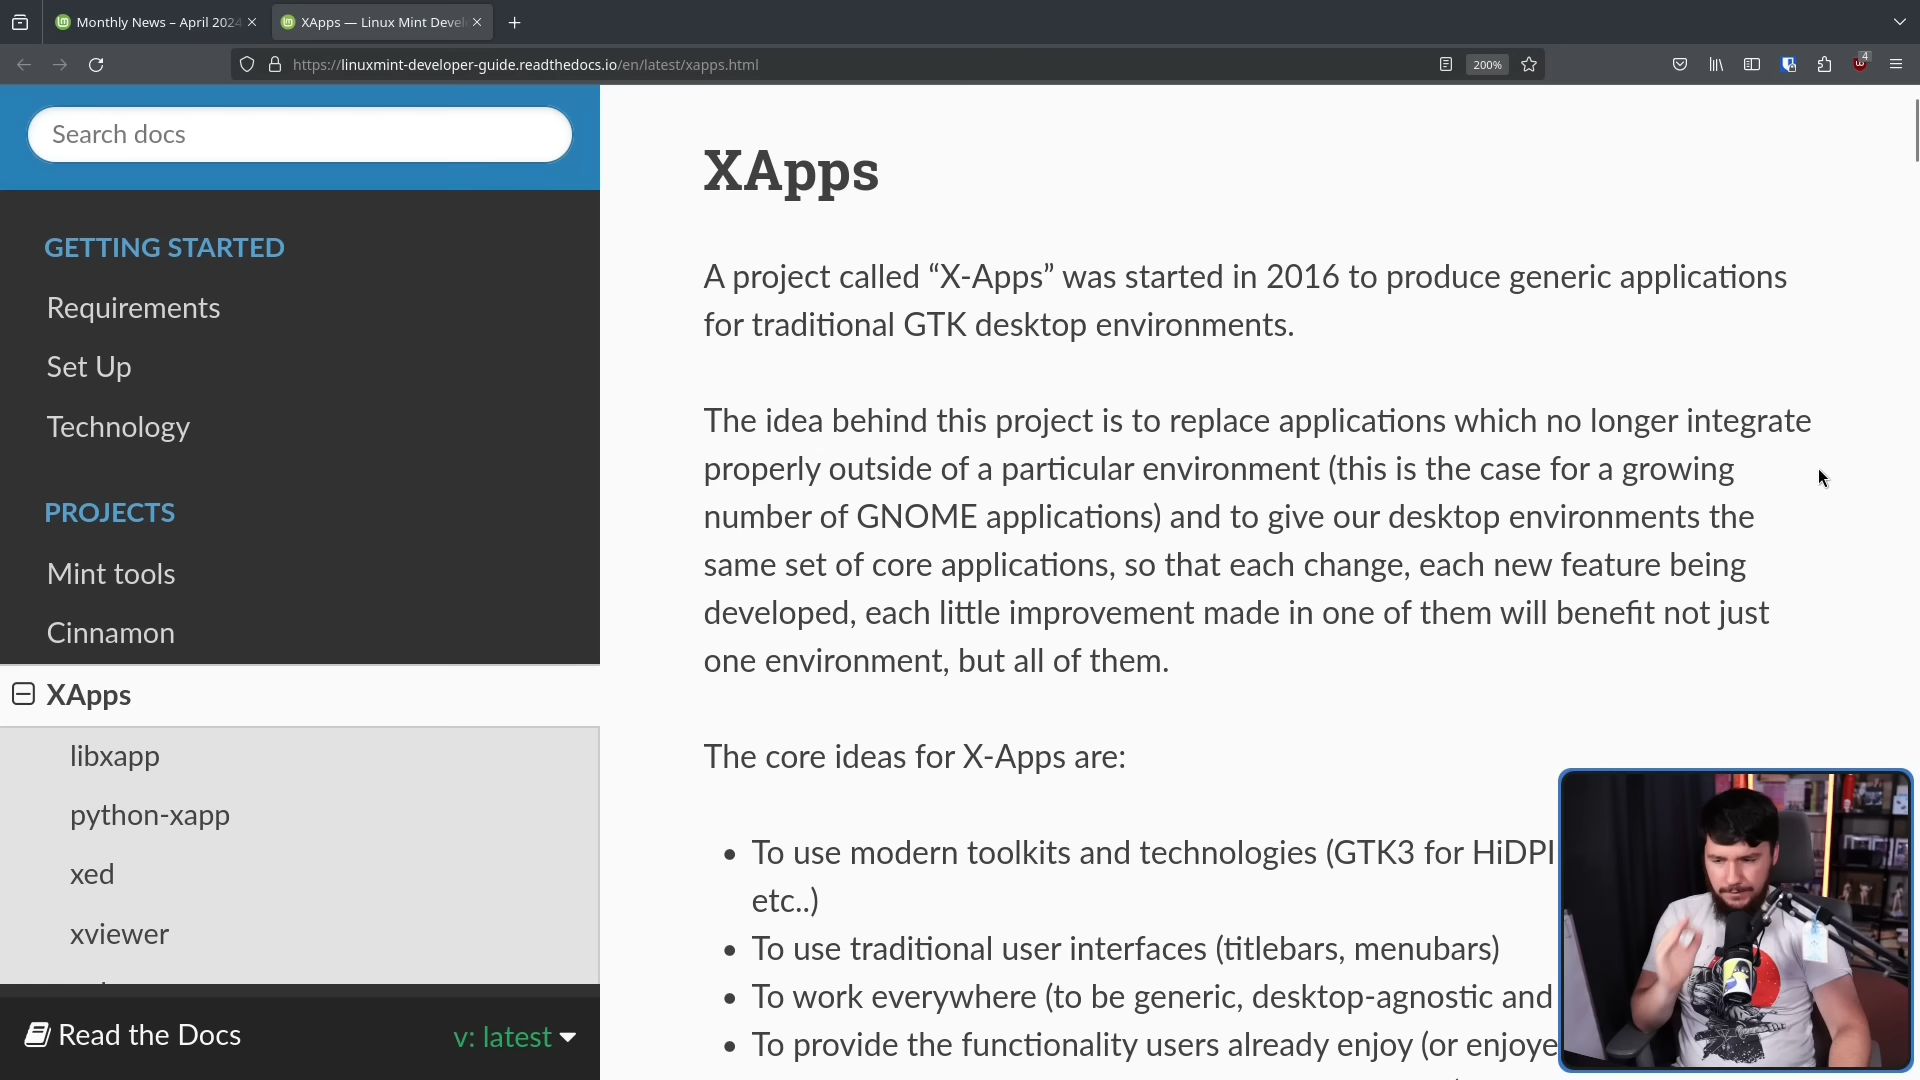 Monthly News – April 2024
XApps — Linux Mint Devel
https://linuxmint-developer-guide.readthedocs.io/en/latest/xapps.html
200%
4
Search docs
GETTING STARTED
Requirements
Set Up
Technology
PROJECTS
Mint tools
Cinnamon
XApps
libxapp
python-xapp
xed
xviewer
Read the Docs
v: latest
XApps
A project called “X-Apps” was started in 2016 to produce generic applications
for traditional GTK desktop environments.
The idea behind this project is to replace applications which no longer integrate
properly outside of a particular environment (this is the case for a growing
number of GNOME applications) and to give our desktop environments the
same set of core applications, so that each change, each new feature being
developed, each little improvement made in one of them will benefit not just
one environment, but all of them.
The core ideas for X-Apps are:
• To use modern toolkits and technologies (GTK3 for HiDPI
etc..)
• To use traditional user interfaces (titlebars, menubars)
• To work everywhere (to be generic, desktop-agnostic and
• To provide the functionality users already enjoy (or enjoye